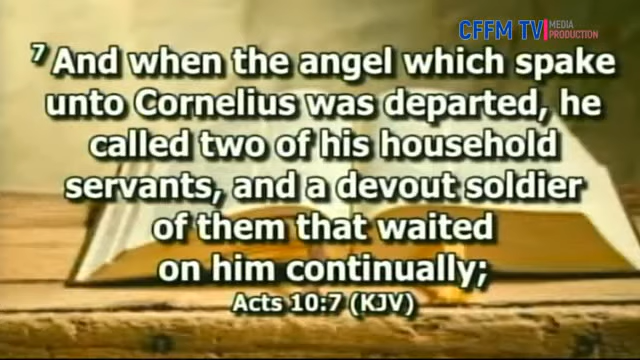 CFFM TV MEDIA
PRODUCTION
7 And when the angel which spake
unto Cornelius was departed, he
called two of his household
servants, and a devout soldier
of them that waited
on him continually;
Acts 10:7 (KJV)